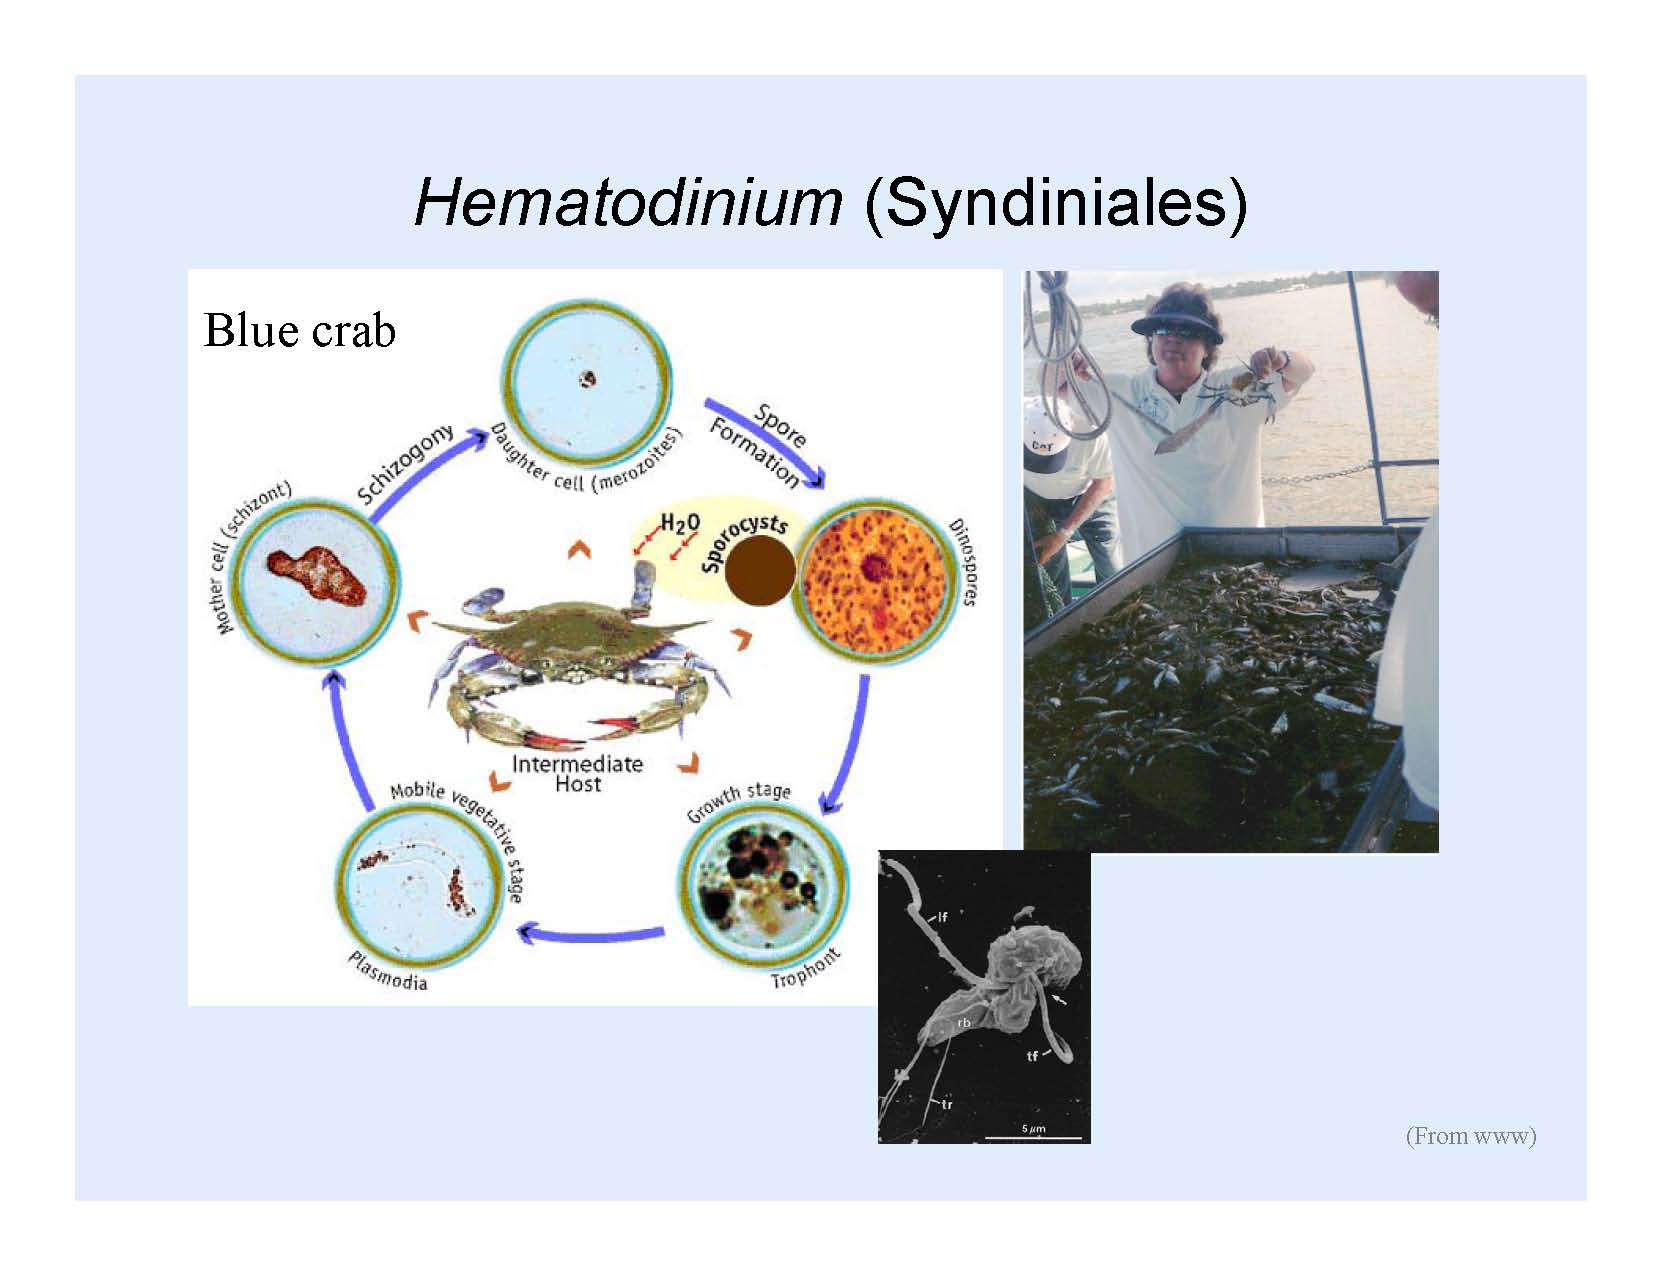 Hematodinium (Syndiniales)
Blue crab
Daughter cell (merozoites)
Spore
Formation
Schizogony
Mother cell (schizont)
H2O
Sporocysts
Dinospores
Intermediate
Host
Mobile vegetative stage
Plasmodia
Growth stage
Trophont
CAT
lf
rb
tf
tr
5 µm
(From www)